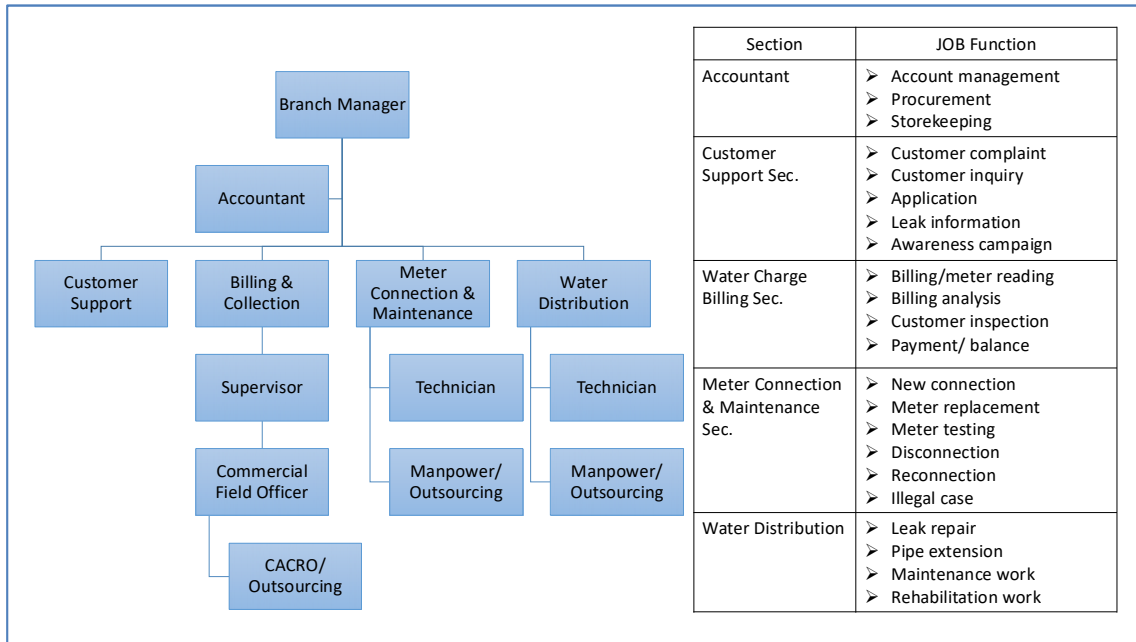 Branch Manager
Accountant
Customer
Support
Billing &
Collection
Meter
Connection &
Maintenance
Water
Distribution
Supervisor
Technician
Technician
Commercial
Field Officer
Manpower/
Outsourcing
Manpower/
Outsourcing
CACRO/
Outsourcing
Section
JOB Function
Accountant
➢ Account management
➢ Procurement
➢ Storekeeping
Customer
Support Sec.
➢ Customer complaint
➢ Customer inquiry
➢ Application
➢ Leak information
➢ Awareness campaign
Water Charge
Billing Sec.
➢ Billing/meter reading
➢ Billing analysis
➢ Customer inspection
➢ Payment/ balance
Meter Connection
& Maintenance
Sec.
➢ New connection
➢ Meter replacement
➢ Meter testing
➢ Disconnection
➢ Reconnection
➢ Illegal case
Water Distribution
➢ Leak repair
➢ Pipe extension
➢ Maintenance work
➢ Rehabilitation work